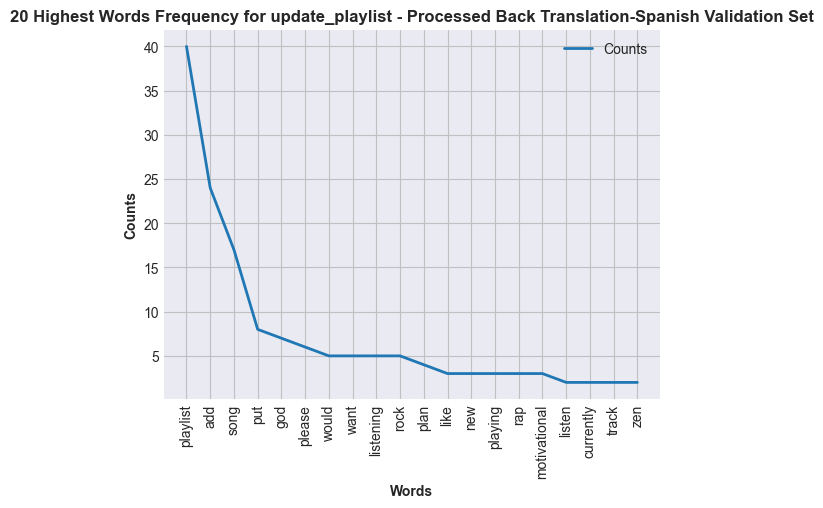 20 Highest Words Frequency for update_playlist - Processed Back Translation-Spanish Validation Set
Counts
40
35
30
25
20
15
10
5
Counts
playlist
add
song
put
god
please
would
want
listening
rock
plan
like
new
playing
rap
motivational
listen
currently
track
zen
Words